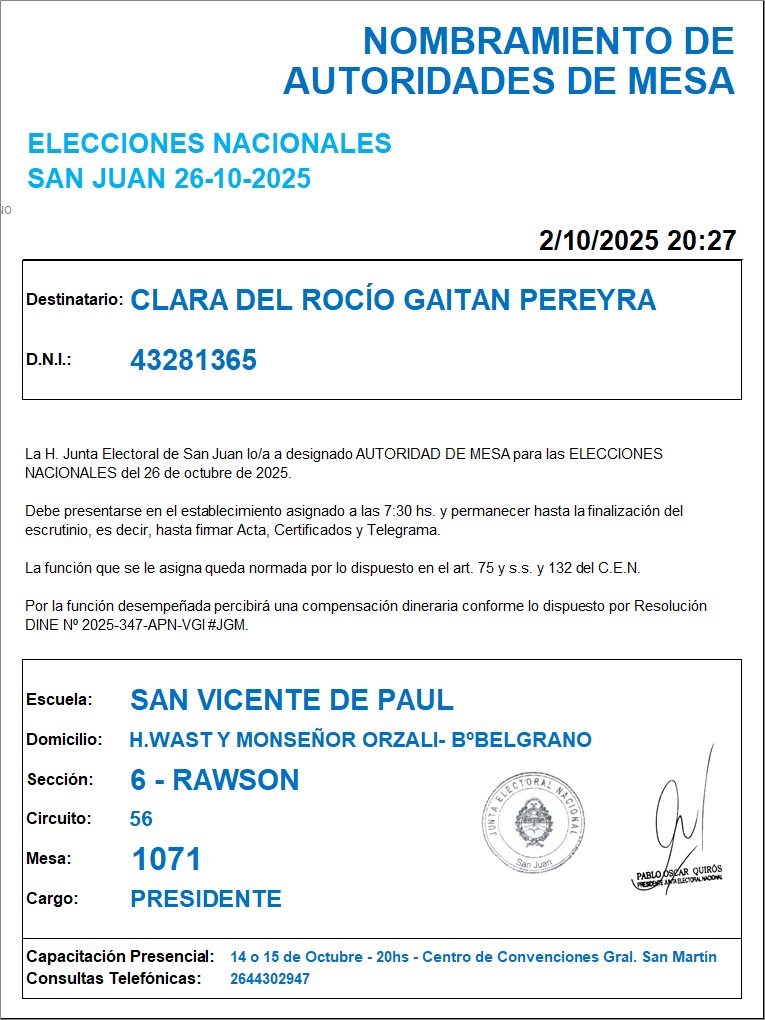 NOMBRAMIENTO DE
AUTORIDADES DE MESA
ELECCIONES NACIONALES
SAN JUAN 26-10-2025
NO
2/10/2025 20:27
Destinatario: CLARA DEL ROCÍO GAITAN PEREYRA
D.N.I.: 43281365
La H. Junta Electoral de San Juan lo/a a designado AUTORIDAD DE MESA para las ELECCIONES
NACIONALES del 26 de octubre de 2025.
Debe presentarse en el establecimiento asignado a las 7:30 hs. y permanecer hasta la finalización del
escrutinio, es decir, hasta firmar Acta, Certificados y Telegrama.
La función que se le asigna queda normada por lo dispuesto en el art. 75 y s.s. y 132 del C.E.N.
Por la función desempeñada percibirá una compensación dineraria conforme lo dispuesto por Resolución
DINE Nº 2025-347-APN-VGI #JGM.
Escuela: SAN VICENTE DE PAUL
Domicilio: H.WAST Y MONSEÑOR ORZALI- BºBELGRANO
Sección: 6 - RAWSON
Circuito: 56
Mesa: 1071
Cargo: PRESIDENTE
JUNTA ELECTORAL NACIONAL
San Juan
PABLO OSCAR QUIRÓS
PRESIDENTE JUNTA ELECTORAL NACIONAL
Capacitación Presencial: 14 o 15 de Octubre - 20hs - Centro de Convenciones Gral. San Martín
Consultas Telefónicas: 2644302947